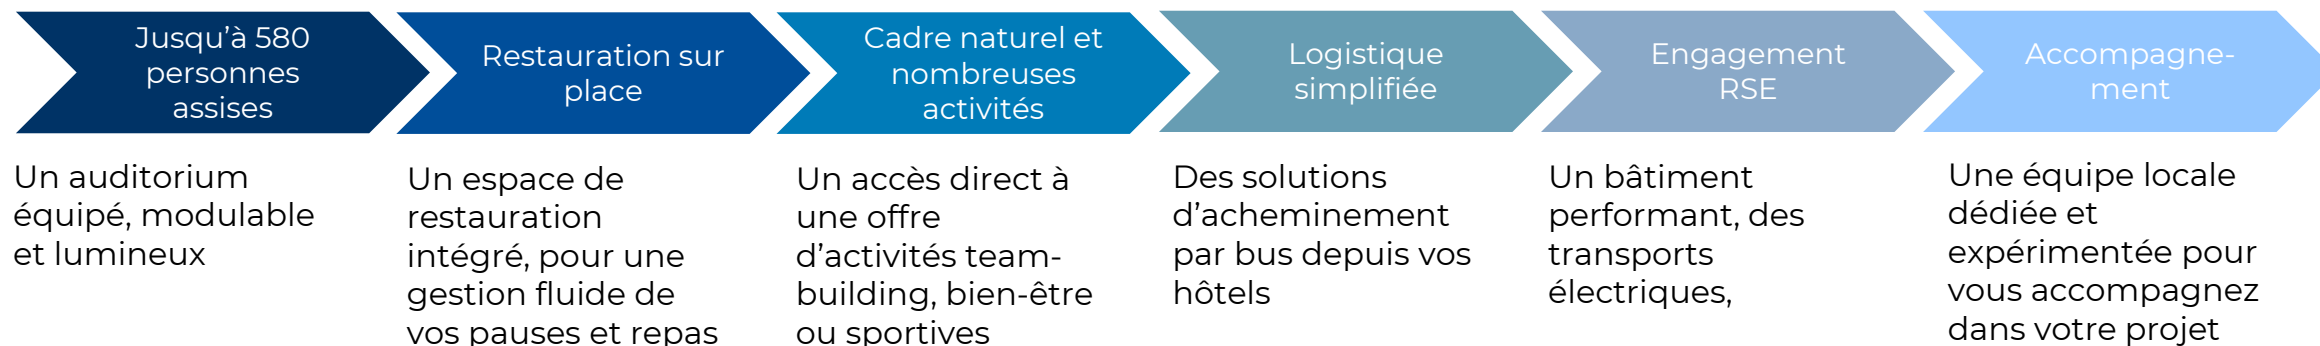 Jusqu’à 580
personnes
assises
Restauration sur
place
Cadre naturel et
nombreuses
activités
Logistique
simplifiée
Engagement
RSE
Accompagne-
ment
Un auditorium
équipé, modulable
et lumineux
Un espace de
restauration
intégré, pour une
gestion fluide de
vos pauses et repas
Un accès direct à
une offre
d’activités team-
building, bien-être
ou sportives
Des solutions
d’acheminement
par bus depuis vos
hôtels
Un bâtiment
performant, des
transports
électriques,
Une équipe locale
dédiée et
expérimentée pour
vous accompagnez
dans votre projet